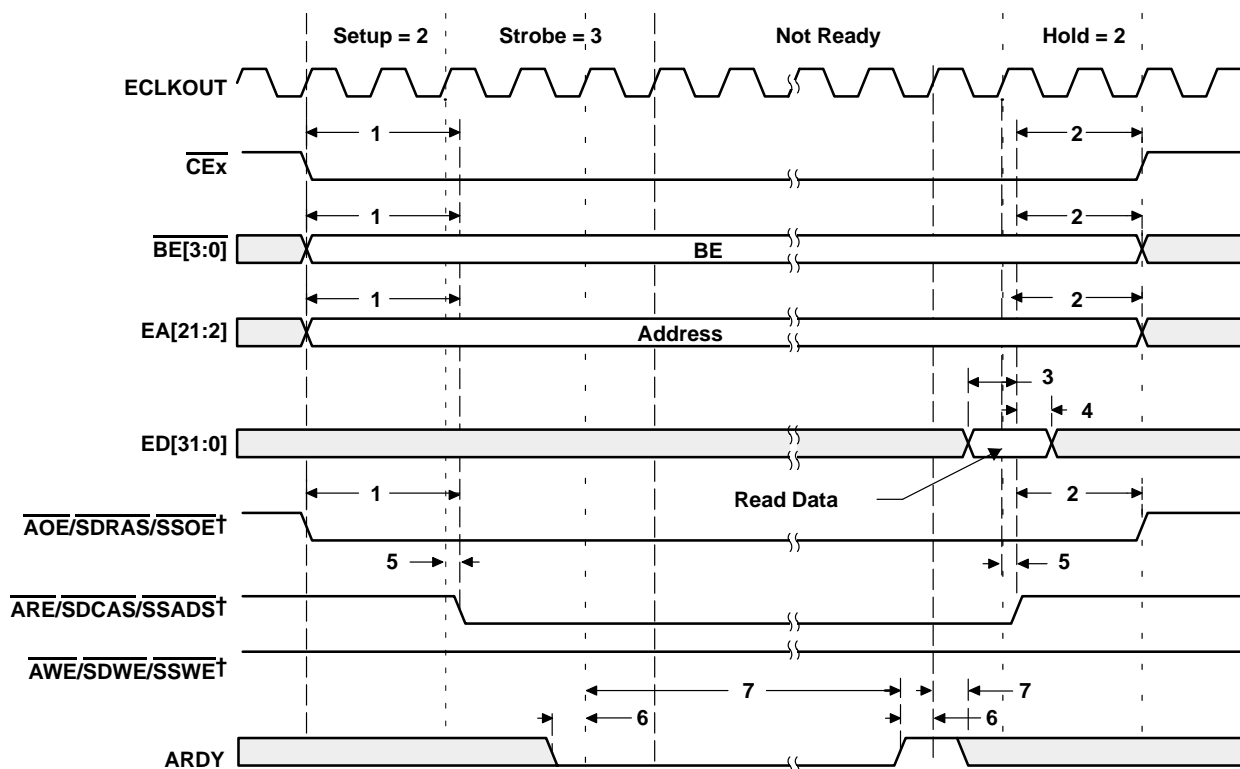 Setup = 2 Strobe = 3 Not Ready Hold = 2
ECLKOUT
1 2
CEx
1 2
BE[3:0] BE
1 2
EA[21:2] Address
3
4
ED[31:0]
Read Data
1 2
AOE/SDRAS/SSOE†
5 5
ARE/SDCAS/SSADS†
AWE/SDWE/SSWE†
7 7
6 6
ARDY